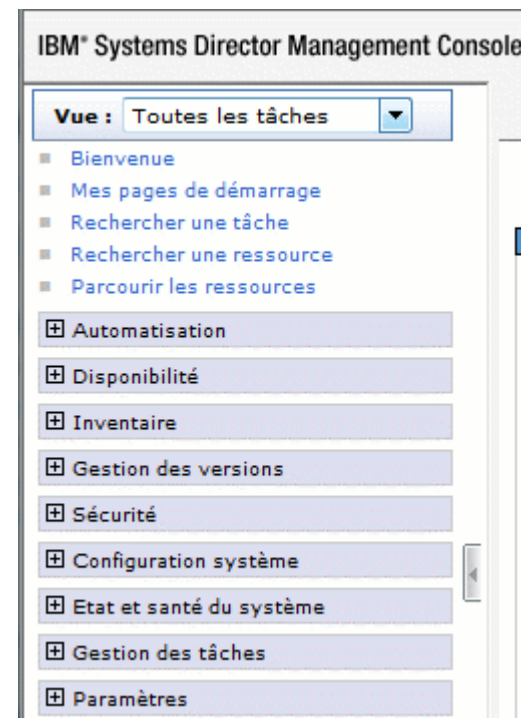 IBM® Systems Director Management Console
Vue : Toutes les tâches
Bienvenue
Mes pages de démarrage
Rechercher une tâche
Rechercher une ressource
Parcourir les ressources
Automatisation
Disponibilité
Inventaire
Gestion des versions
Sécurité
Configuration système
Etat et santé du système
Gestion des tâches
Paramètres